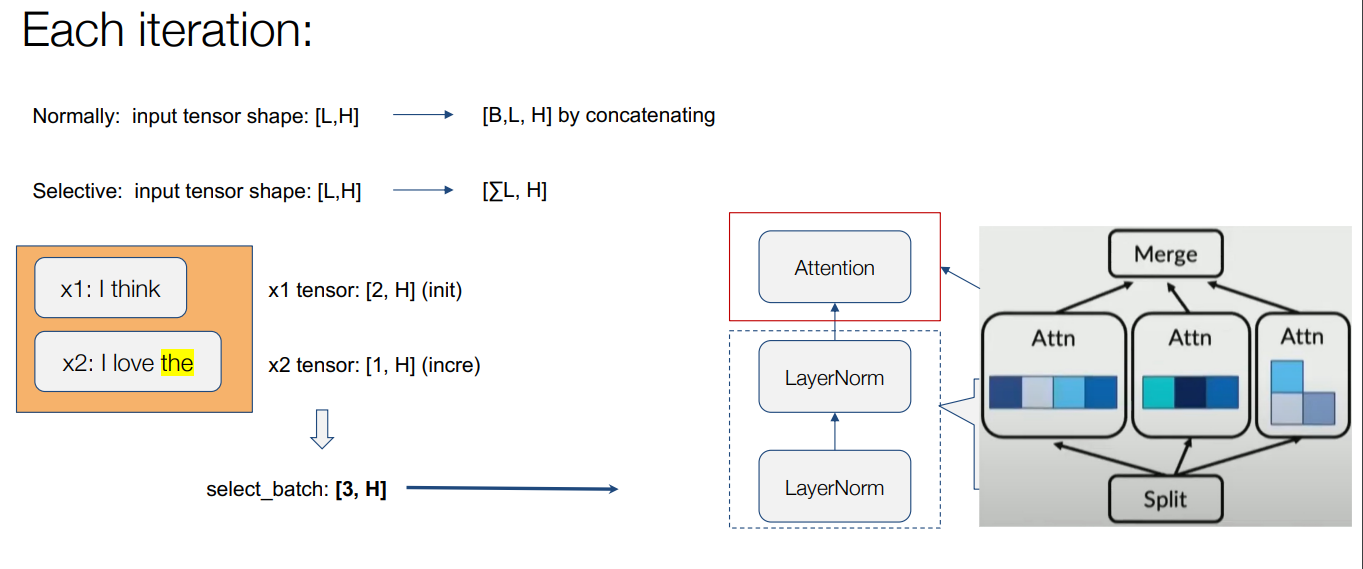 Each iteration:
Normally: input tensor shape: [L,H]
[B,L, H] by concatenating
Selective: input tensor shape: [L,H]
[∑L, H]
x1: I think
x1 tensor: [2, H] (init)
x2: I love the
x2 tensor: [1, H] (incre)
select_batch: [3, H]
Attention
LayerNorm
LayerNorm
Merge
Attn
Attn
Attn
Split